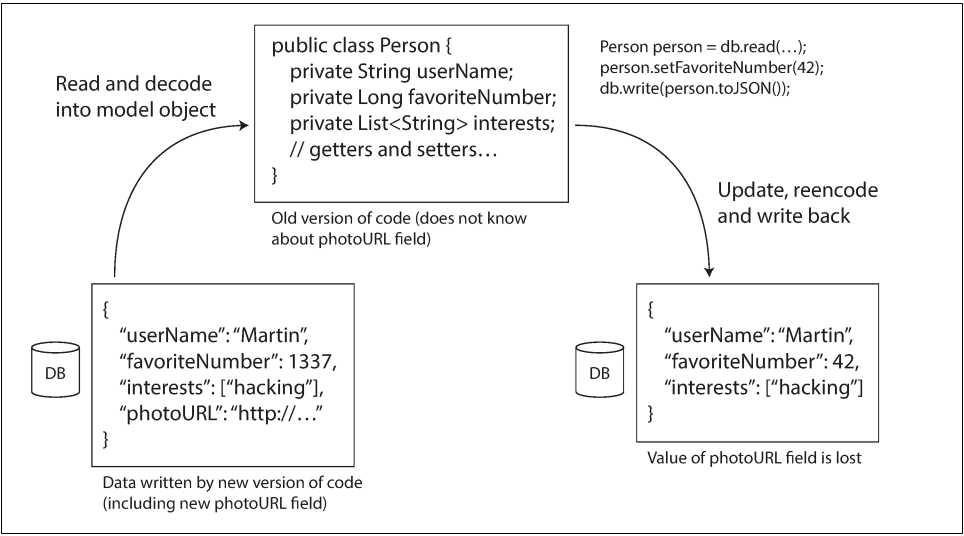 Read and decode
into model object
public class Person {
private String userName;
private Long favoriteNumber;
private List<String> interests;
// getters and setters…
}
Old version of code (does not know
about photoURL field)
Person person = db.read(…);
person.setFavoriteNumber(42);
db.write(person.toJSON());
Update, reencode
and write back
DB
{
“userName”: “Martin”,
“favoriteNumber”: 1337,
“interests”: [“hacking”],
“photoURL”: “http://…”
}
Data written by new version of code
(including new photoURL field)
DB
{
“userName”: “Martin”,
“favoriteNumber”: 42,
“interests”: [“hacking”]
}
Value of photoURL field is lost